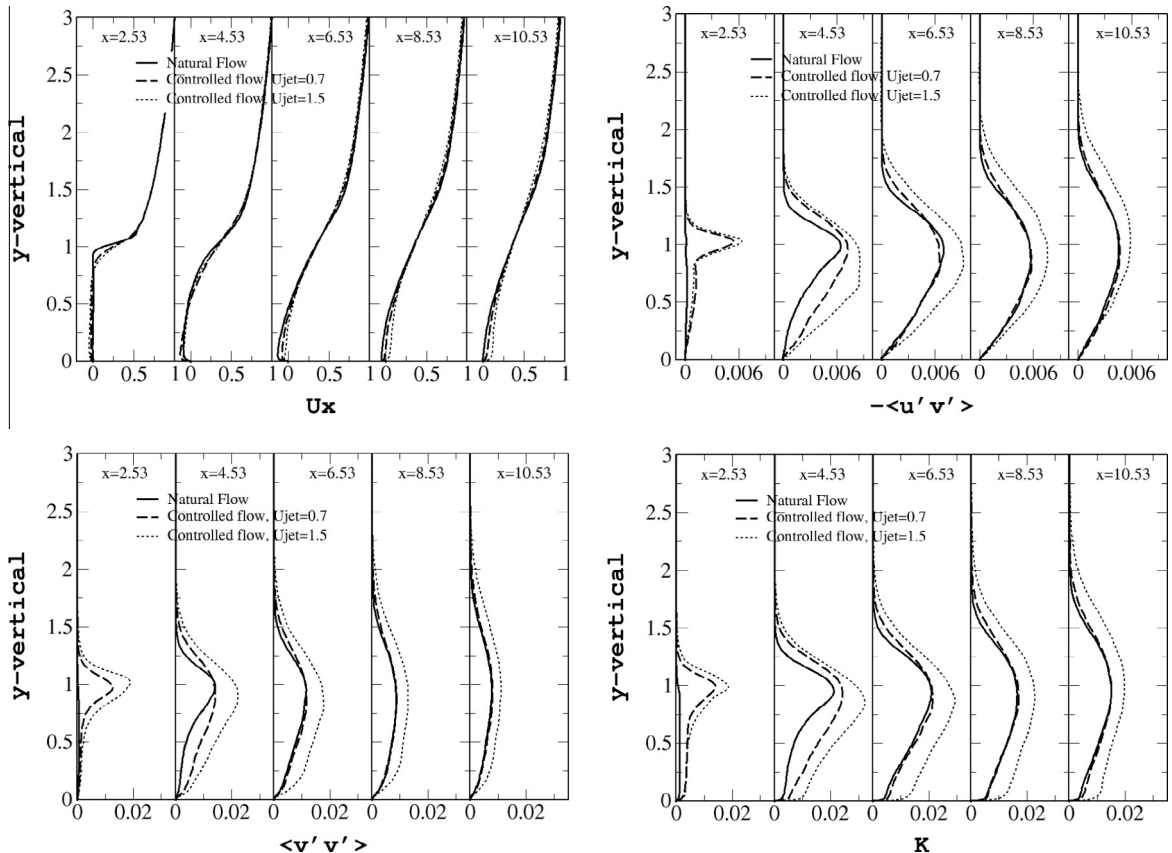 3
x=2.53 x=4.53 x=6.53 x=8.53 x=10.53
Natural Flow
Controlled flow, Ujet=0.7
Controlled flow, Ujet=1.5
2.5
2
1.5
1
0.5
0
y-vertical
0 0.5 1 0 0.5 1 0 0.5 1 0 0.5 1 0 0.5 1
Ux
3
x=2.53 x=4.53 x=6.53 x=8.53 x=10.53
Natural Flow
Controlled flow, Ujet=0.7
Controlled flow, Ujet=1.5
2.5
2
1.5
1
0.5
0
y-vertical
0 0.006 0 0.006 0 0.006 0 0.006 0 0.006
-<u'v'>
3
x=2.53 x=4.53 x=6.53 x=8.53 x=10.53
Natural Flow
Controlled flow, Ujet=0.7
Controlled flow, Ujet=1.5
2.5
2
1.5
1
0.5
0
y-vertical
0 0.02 0 0.02 0 0.02 0 0.02 0 0.02
<v'v'>
3
x=2.53 x=4.53 x=6.53 x=8.53 x=10.53
Natural Flow
Controlled flow, Ujet=0.7
Controlled flow, Ujet=1.5
2.5
2
1.5
1
0.5
0
y-vertical
0 0.02 0 0.02 0 0.02 0 0.02 0 0.02
K